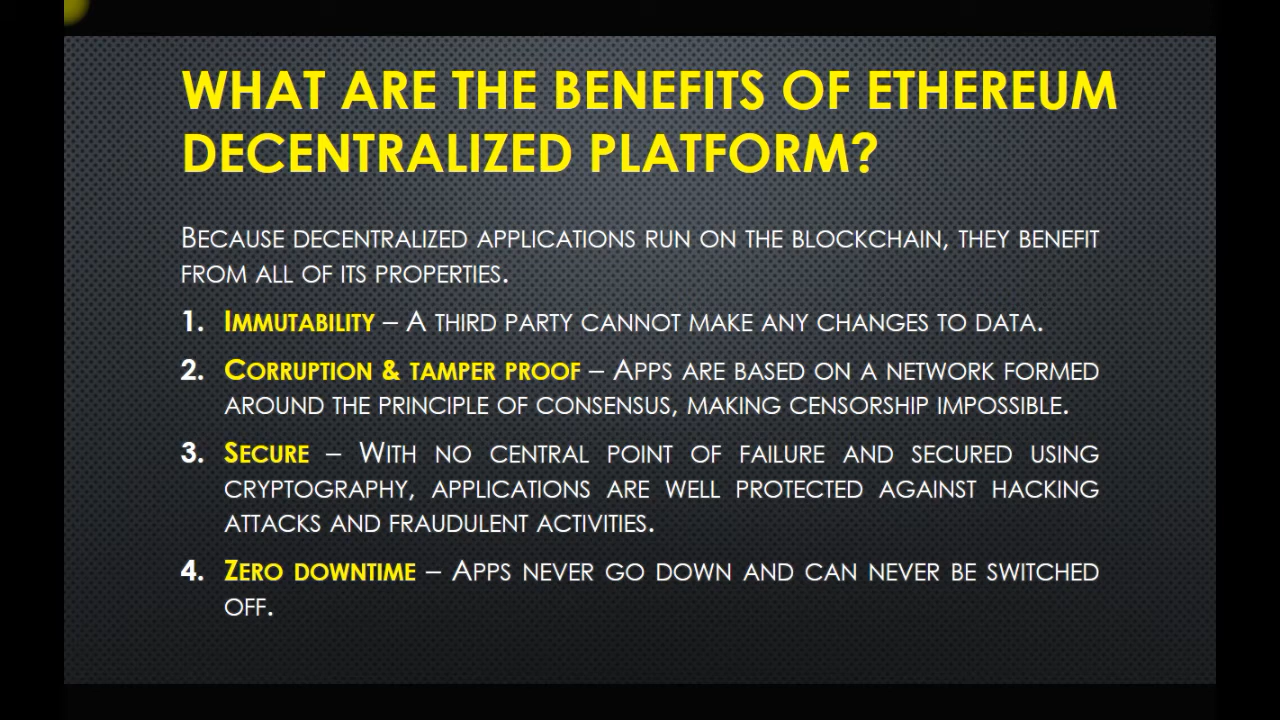 WHAT ARE THE BENEFITS OF ETHEREUM
DECENTRALIZED PLATFORM?
BECAUSE DECENTRALIZED APPLICATIONS RUN ON THE BLOCKCHAIN, THEY BENEFIT
FROM ALL OF ITS PROPERTIES.
1. IMMUTABILITY – A THIRD PARTY CANNOT MAKE ANY CHANGES TO DATA.
2. CORRUPTION & TAMPER PROOF – APPS ARE BASED ON A NETWORK FORMED
AROUND THE PRINCIPLE OF CONSENSUS, MAKING CENSORSHIP IMPOSSIBLE.
3. SECURE – WITH NO CENTRAL POINT OF FAILURE AND SECURED USING
CRYPTOGRAPHY, APPLICATIONS ARE WELL PROTECTED AGAINST HACKING
ATTACKS AND FRAUDULENT ACTIVITIES.
4. ZERO DOWNTIME – APPS NEVER GO DOWN AND CAN NEVER BE SWITCHED
OFF.